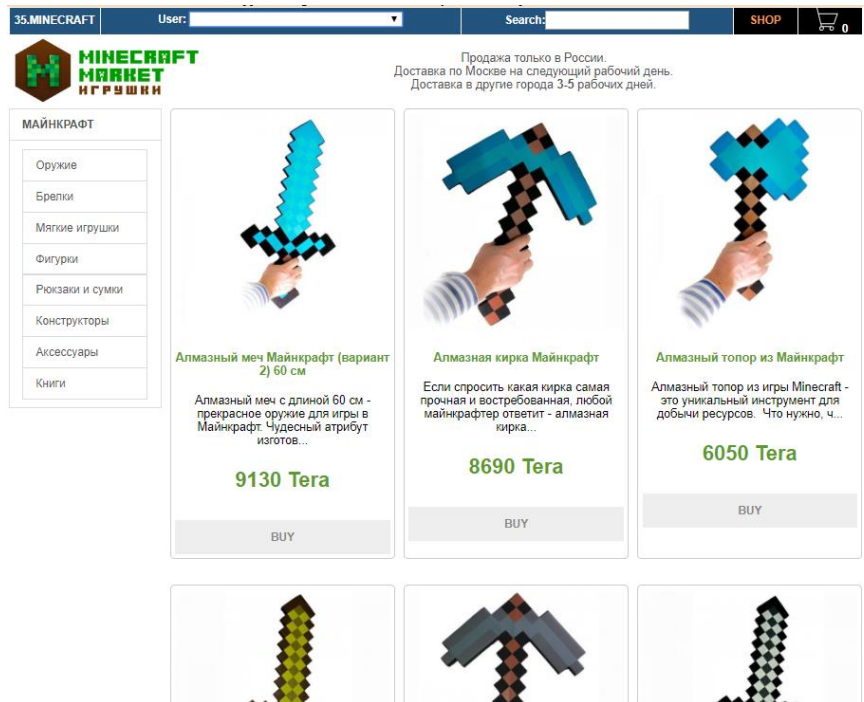 35.MINECRAFT User: Search: SHOP 0
MINECRAFT
MARKET
ИГРУШКИ
Продажа только в России.
Доставка по Москве на следующий рабочий день.
Доставка в другие города 3-5 рабочих дней.
МАЙНКРАФТ
Оружие
Брелки
Мягкие игрушки
Фигурки
Рюкзаки и сумки
Конструкторы
Аксессуары
Книги
Алмазный меч Майнкрафт (вариант
2) 60 см
Алмазный меч с длиной 60 см -
прекрасное оружие для игры в
Майнкрафт. Чудесный атрибут
изготов...
9130 Tera
BUY
Алмазная кирка Майнкрафт
Если спросить какая кирка самая
прочная и востребованная, любой
майнкрафтер ответит - алмазная
кирка...
8690 Tera
BUY
Алмазный топор из Майнкрафт
Алмазный топор из игры Minecraft -
это уникальный инструмент для
добычи ресурсов. Что нужно, ч...
6050 Tera
BUY